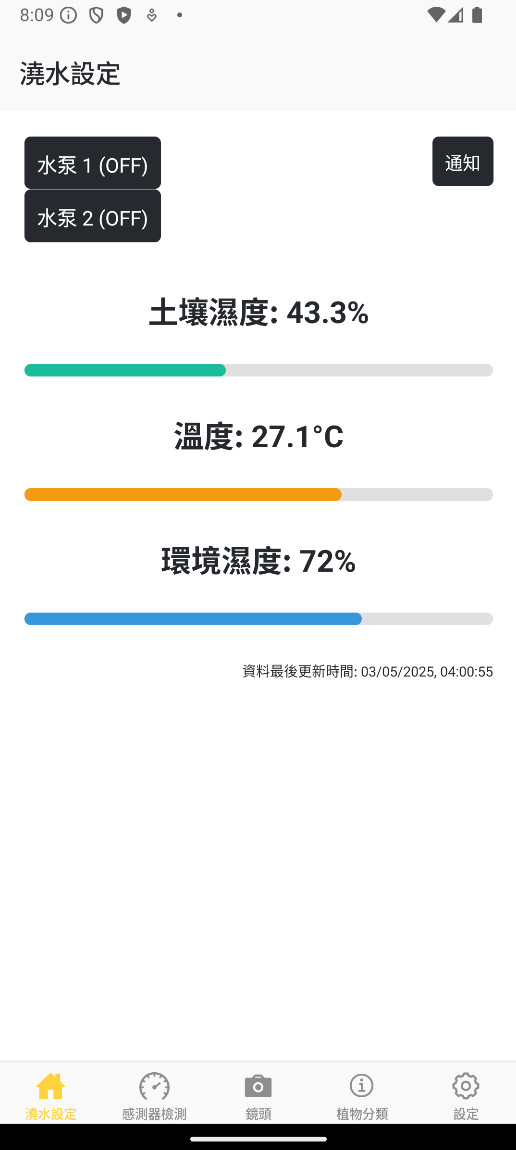 8:09
澆水設定
水泵 1 (OFF)
通知
水泵 2 (OFF)
土壤濕度: 43.3%
溫度: 27.1°C
環境濕度: 72%
資料最後更新時間: 03/05/2025, 04:00:55
澆水設定
感測器檢測
鏡頭
植物分類
設定